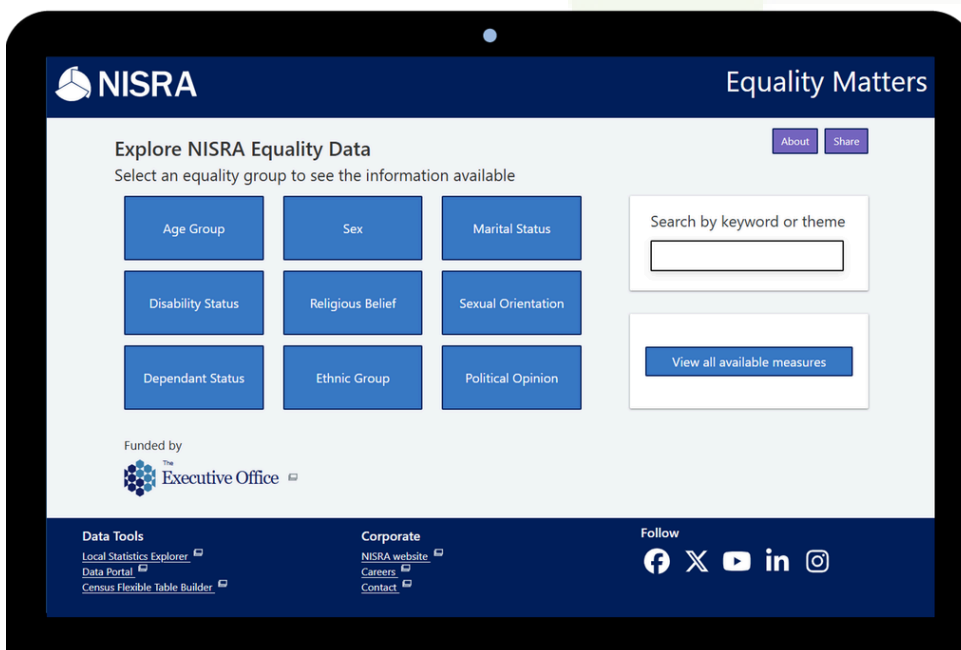 NISRA
Equality Matters
About
Share
Explore NISRA Equality Data
Select an equality group to see the information available
Age Group
Sex
Marital Status
Disability Status
Religious Belief
Sexual Orientation
Dependant Status
Ethnic Group
Political Opinion
Search by keyword or theme
View all available measures
Funded by
The
Executive Office
Data Tools
Local Statistics Explorer
Data Portal
Census Flexible Table Builder
Corporate
NISRA website
Careers
Contact
Follow